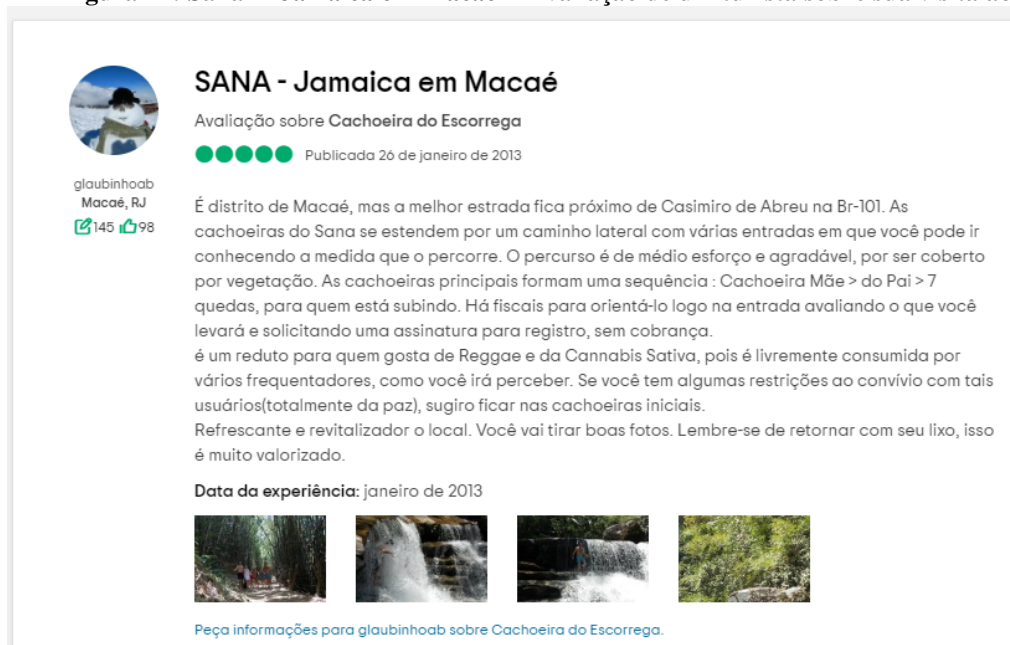 SANA - Jamaica em Macaé
Avaliação sobre Cachoeira do Escorrega
Publicada 26 de janeiro de 2013
glaubinhoab
Macaé, RJ
145 98
É distrito de Macaé, mas a melhor estrada fica próximo de Casimiro de Abreu na Br-101. As
cachoeiras do Sana se estendem por um caminho lateral com várias entradas em que você pode ir
conhecendo a medida que o percorre. O percurso é de médio esforço e agradável, por ser coberto
por vegetação. As cachoeiras principais formam uma sequência : Cachoeira Mãe > do Pai > 7
quedas, para quem está subindo. Há fiscais para orientá-lo logo na entrada avaliando o que você
levará e solicitando uma assinatura para registro, sem cobrança.
é um reduto para quem gosta de Reggae e da Cannabis Sativa, pois é livremente consumida por
vários frequentadores, como você irá perceber. Se você tem algumas restrições ao convívio com tais
usuários(totalmente da paz), sugiro ficar nas cachoeiras iniciais.
Refrescante e revitalizador o local. Você vai tirar boas fotos. Lembre-se de retornar com seu lixo, isso
é muito valorizado.
Data da experiência: janeiro de 2013
Peça informações para glaubinhoab sobre Cachoeira do Escorrega.